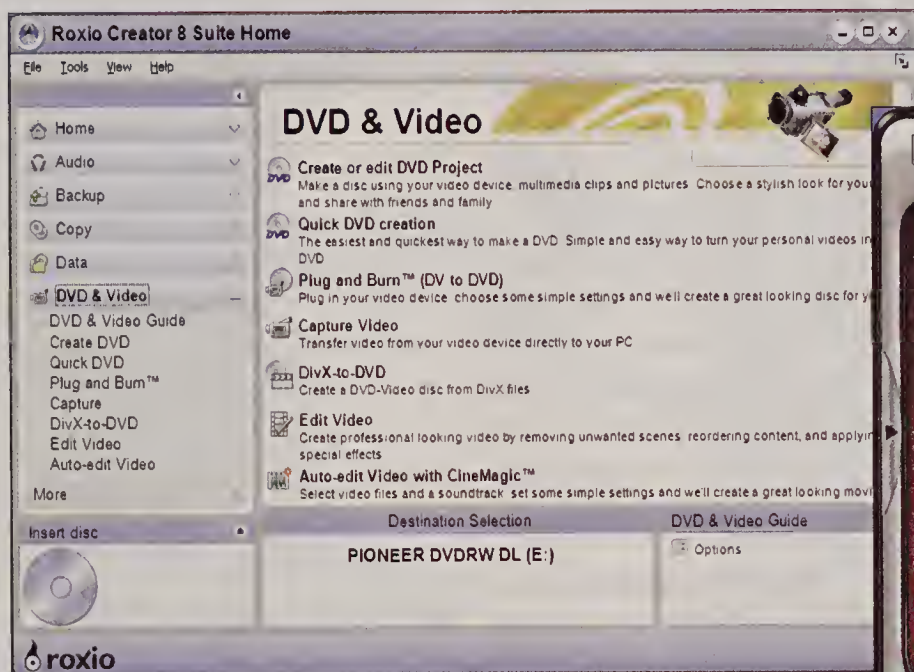 Roxio Creator 8 Suite Home
File Tools View Help
Home
Audio
Backup
Copy
Data
DVD & Video
DVD & Video Guide
Create DVD
Quick DVD
Plug and Burn™
Capture
DivX-to-DVD
Edit Video
Auto-edit Video
More
Insert disc
roxio
DVD & Video
Create or edit DVD Project
Make a disc using your video device, multimedia clips and pictures. Choose a stylish look for your
and share with friends and family
Quick DVD creation
The easiest and quickest way to make a DVD. Simple and easy way to turn your personal videos
DVD
Plug and Burn™ (DV to DVD)
Plug in your video device, choose some simple settings and we'll create a great looking disc for
Capture Video
Transfer video from your video device directly to your PC
DivX-to-DVD
Create a DVD-Video disc from DivX files
Edit Video
Create professional looking video by removing unwanted scenes, reordering content, and
special effects
Auto-edit Video with CineMagic™
Select video files and a soundtrack, set some simple settings and we'll create a great looking
Destination Selection
PIONEER DVDRW DL (E:)
DVD & Video Guide
Options